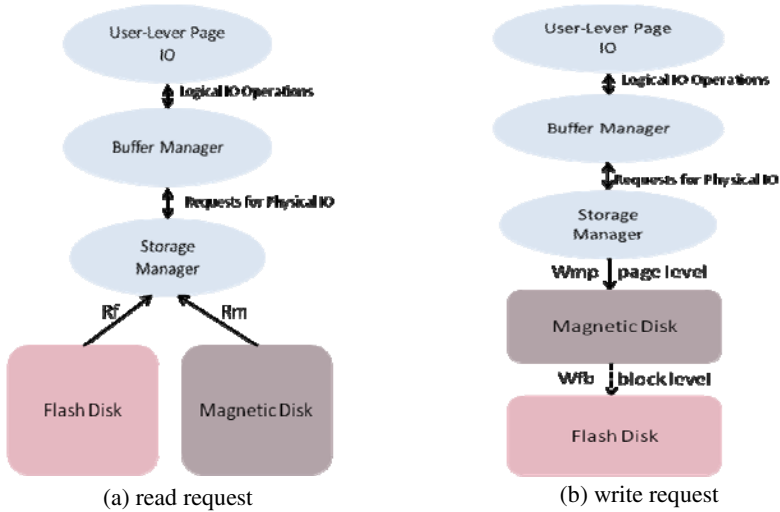 User-Lever Page
IO
Logical IO Operations
Buffer Manager
Requests for Physical IO
Storage
Manager
Rf
Rm
Flash Disk
Magnetic Disk
(a) read request
User-Lever Page
IO
Logical IO Operations
Buffer Manager
Requests for Physical IO
Storage
Manager
Wmp page level
Magnetic Disk
Wfb block level
Flash Disk
(b) write request